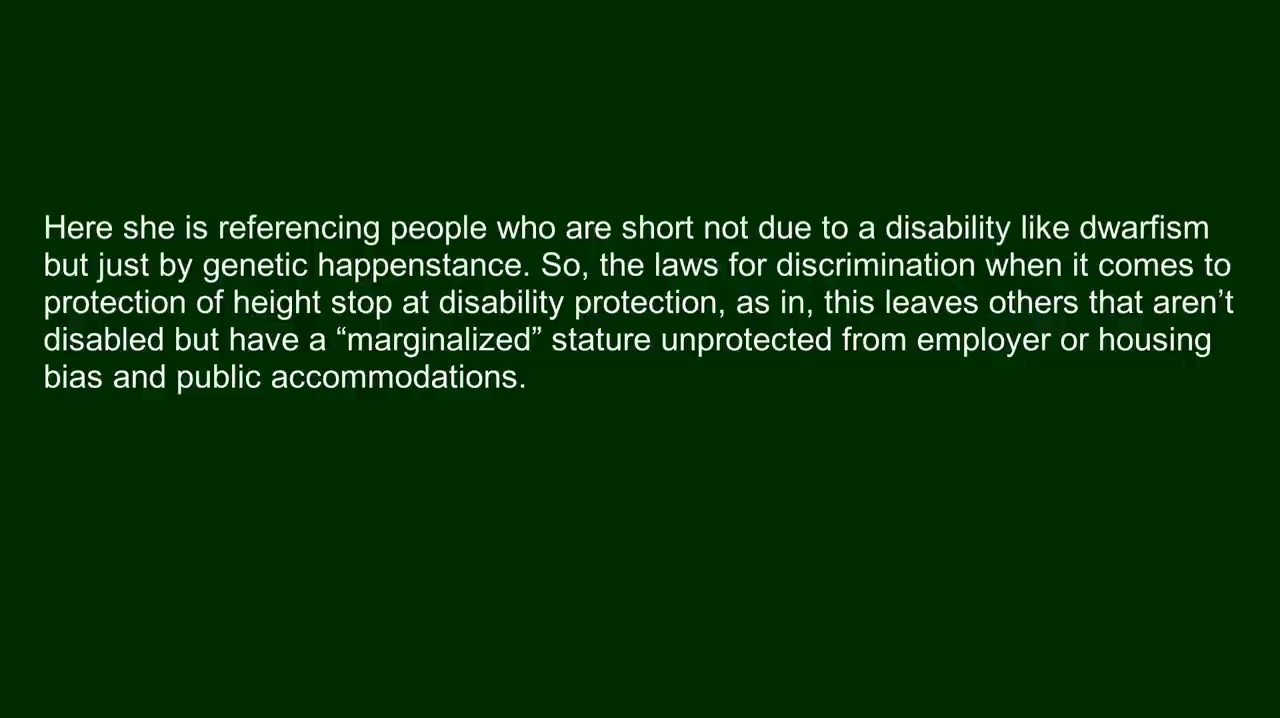 Here she is referencing people who are short not due to a disability like dwarfism
but just by genetic happenstance. So, the laws for discrimination when it comes to
protection of height stop at disability protection, as in, this leaves others that aren’t
disabled but have a “marginalized” stature unprotected from employer or housing
bias and public accommodations.